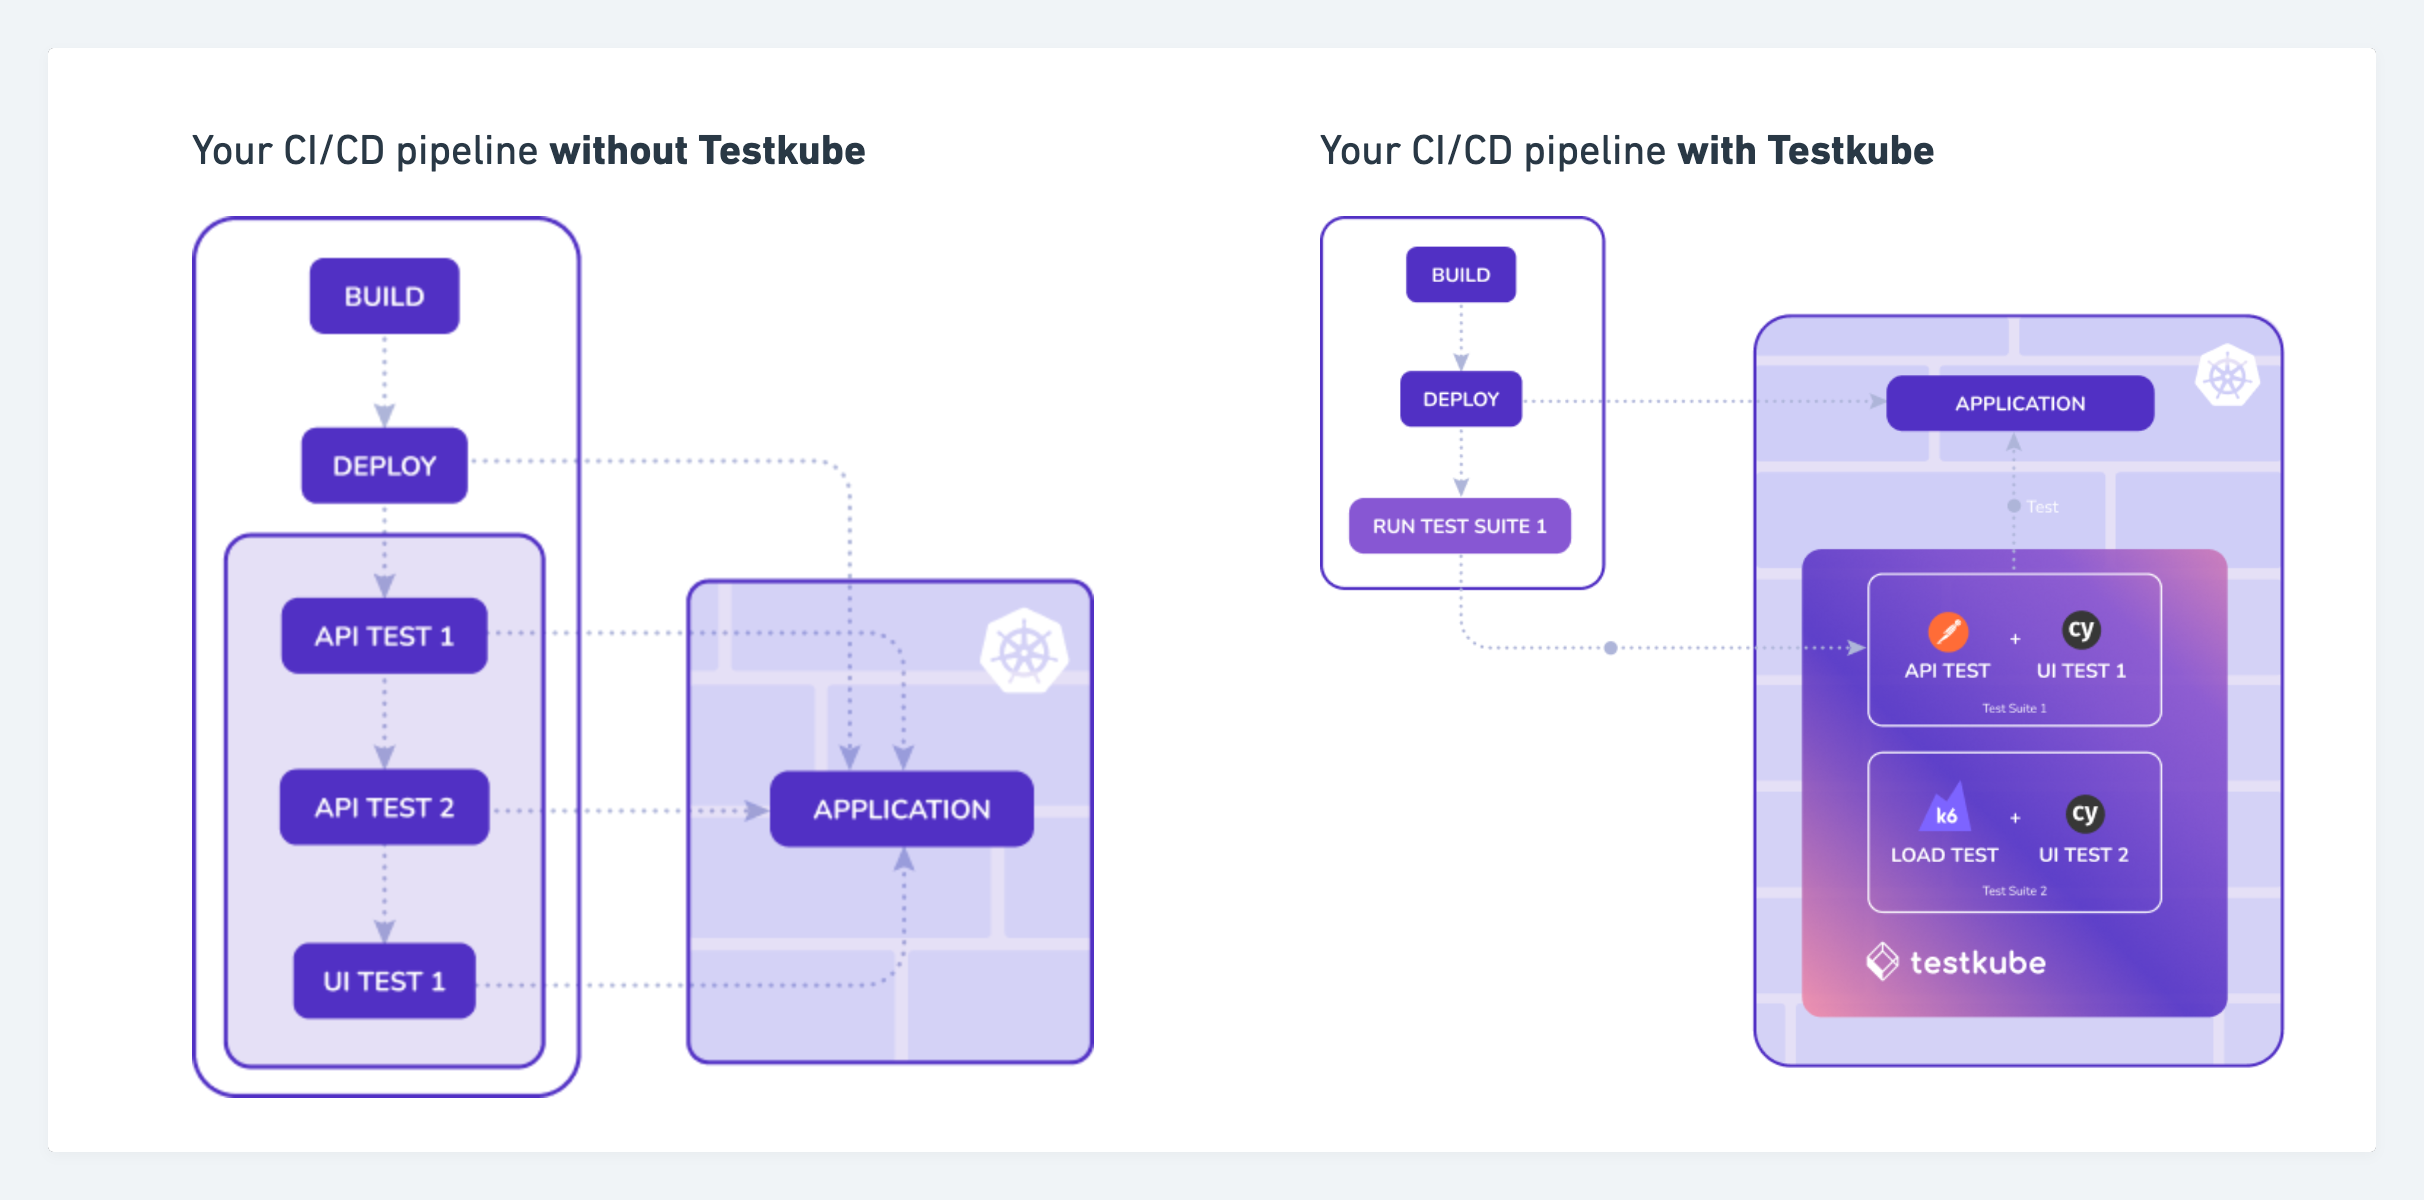 Your CI/CD pipeline without Testkube
BUILD
DEPLOY
API TEST 1
API TEST 2
UI TEST 1
APPLICATION
Your CI/CD pipeline with Testkube
BUILD
DEPLOY
RUN TEST SUITE 1
APPLICATION
Test
+
cy
API TEST
UI TEST 1
Test Suite 1
k6
+
cy
LOAD TEST
UI TEST 2
Test Suite 2
testkube